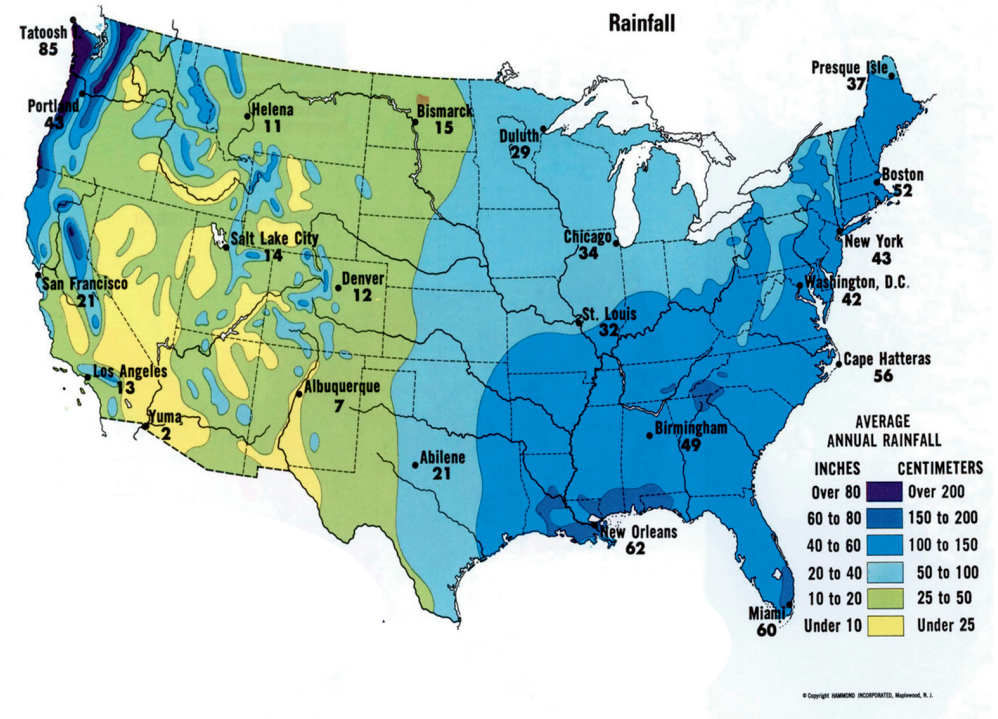 Rainfall
Tatoosh I.
85
Portland
43
Helena
11
Bismarck
15
Duluth
29
Presque Isle
37
Boston
52
New York
43
Washington, D.C.
42
Chicago
34
Salt Lake City
14
Denver
12
San Francisco
21
St. Louis
32
Cape Hatteras
56
Los Angeles
13
Albuquerque
7
Yuma
2
Birmingham
49
Abilene
21
New Orleans
62
Miami
60
AVERAGE
ANNUAL RAINFALL
INCHES CENTIMETERS
Over 80 Over 200
60 to 80 150 to 200
40 to 60 100 to 150
20 to 40 50 to 100
10 to 20 25 to 50
Under 10 Under 25
© Copyright HAMMOND INCORPORATED, Maplewood, N. J.